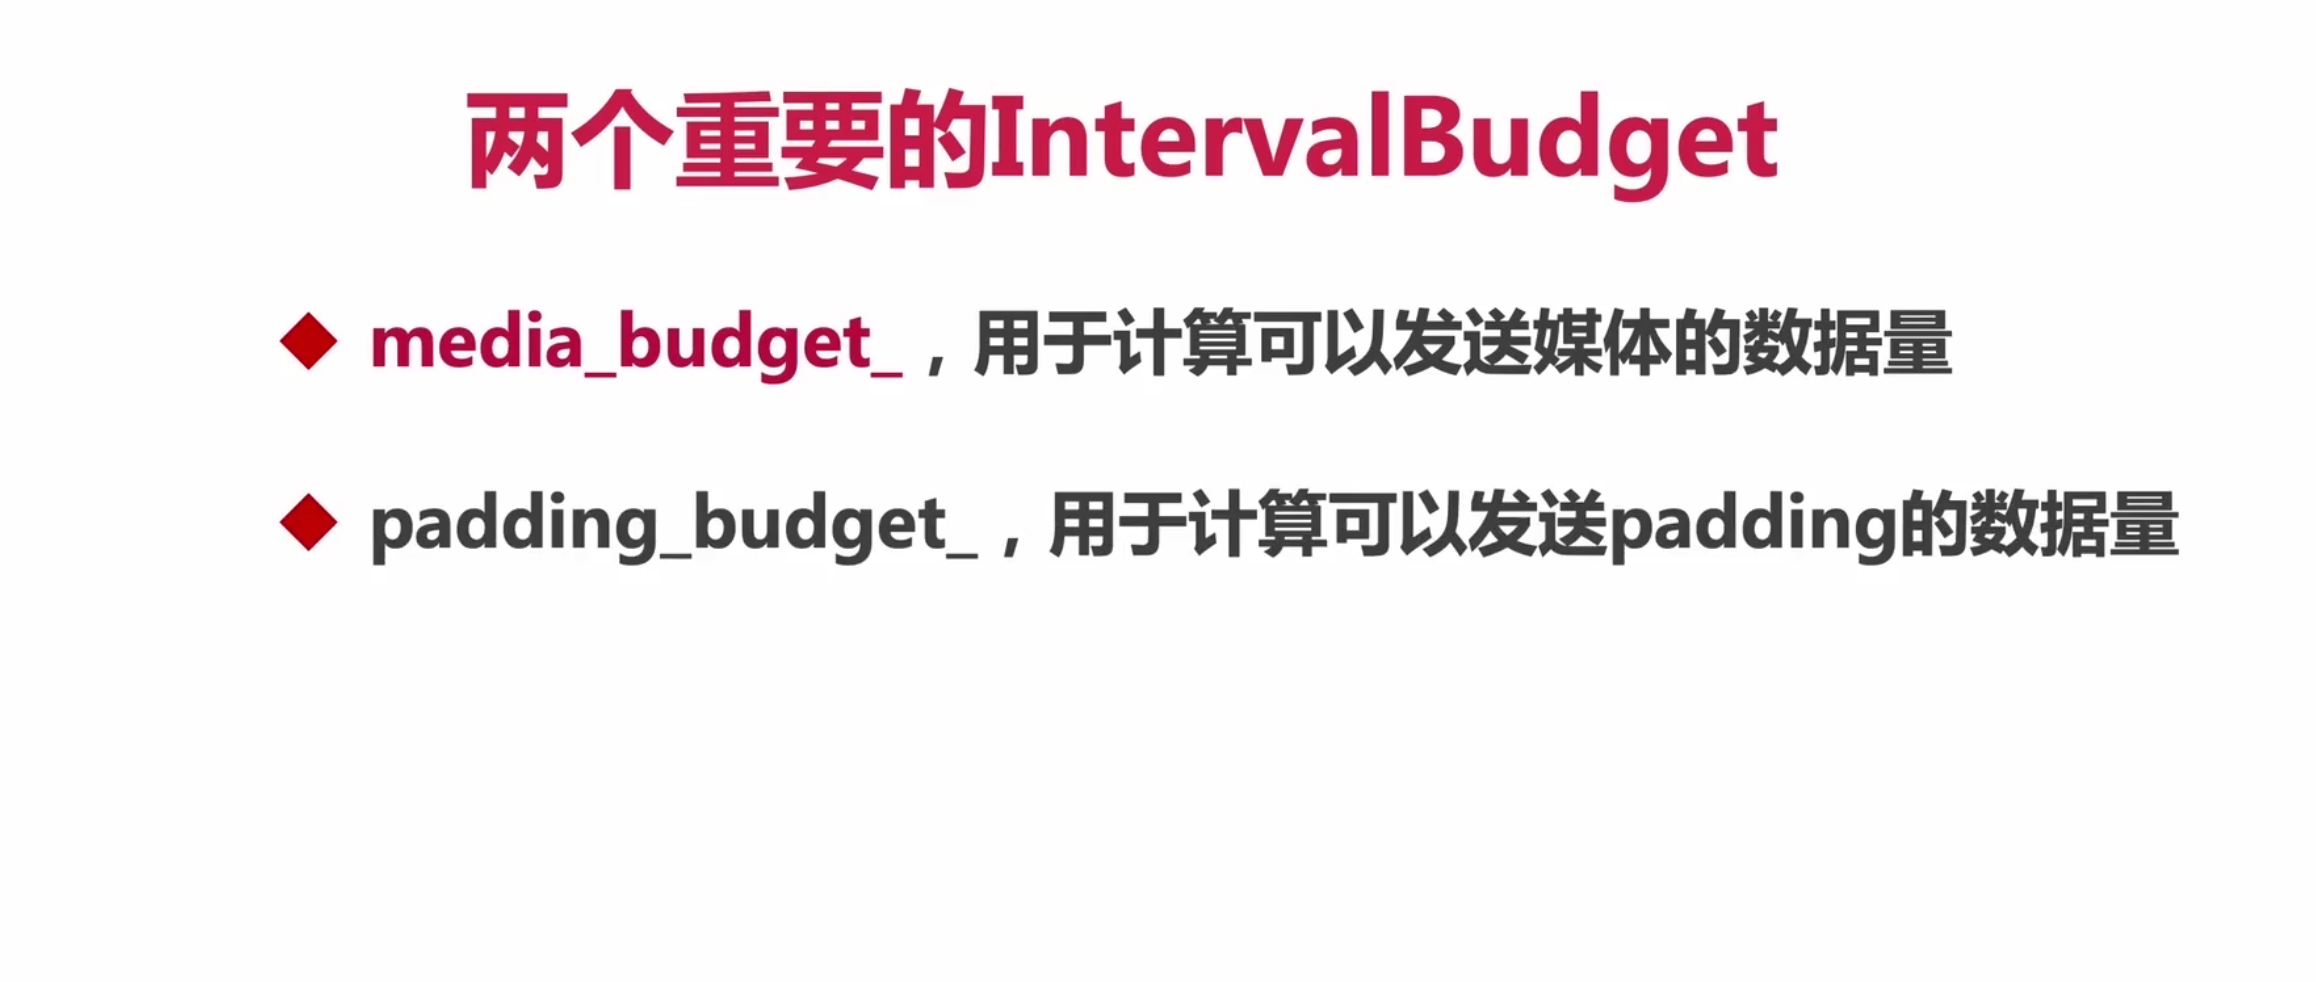 两个重要的IntervalBudget
media_budget_，用于计算可以发送媒体的数据量
padding_budget_，用于计算可以发送padding的数据量